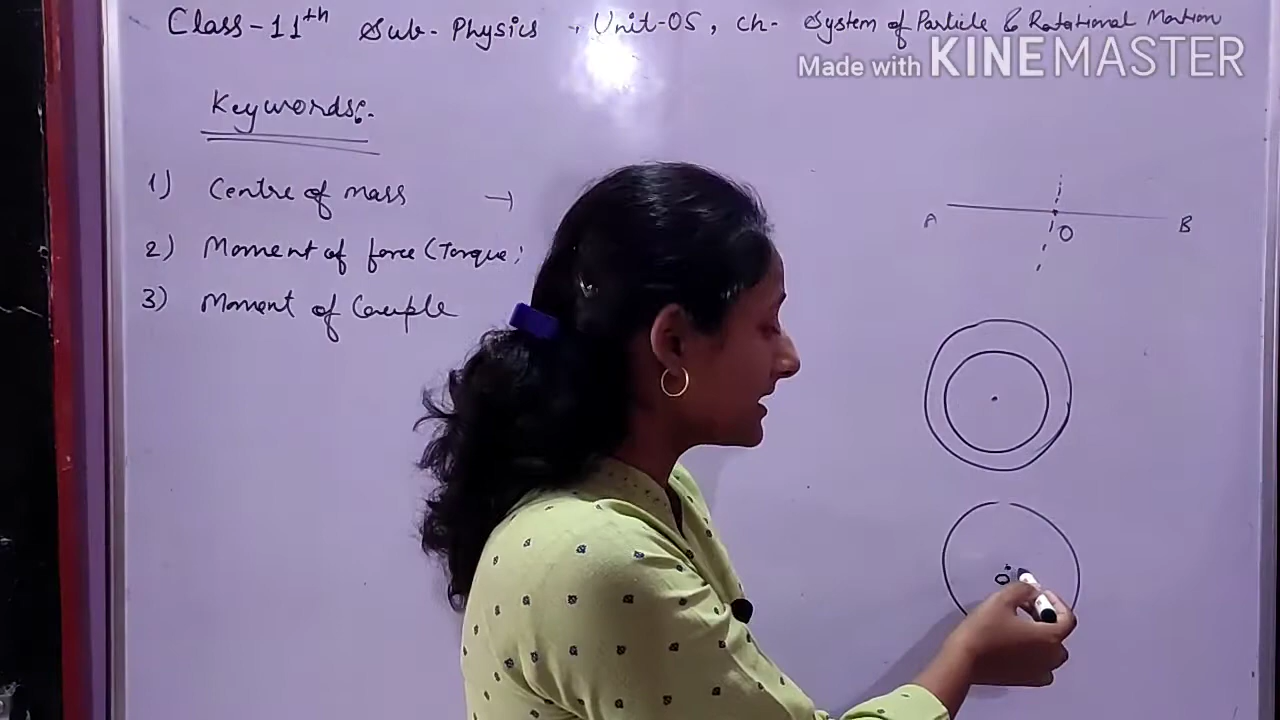 Class-11th Sub- Physics , Unit-05, Ch- System of Particle & Rotational Motion
Made with KINEMASTER
Keywords:-
1) Centre of mass →
2) Moment of force (Torque)
3) Moment of Couple
A B
O
O